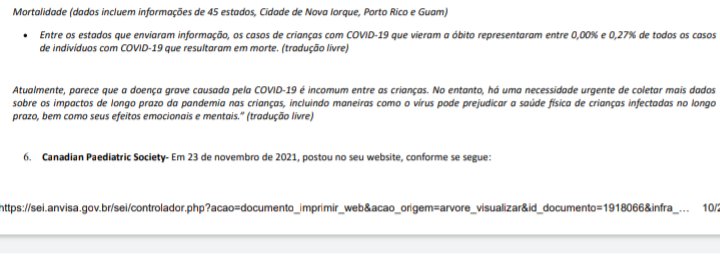 Mortalidade (dados incluem informações de 45 estados, Cidade de Nova Iorque, Porto Rico e Guam)
• Entre os estados que enviaram informação, os casos de crianças com COVID-19 que vieram a óbito representaram entre 0,00% e 0,27% de todos os casos
de indivíduos com COVID-19 que resultaram em morte. (tradução livre)
Atualmente, parece que a doença grave causada pela COVID-19 é incomum entre as crianças. No entanto, há uma necessidade urgente de coletar mais dados
sobre os impactos de longo prazo da pandemia nas crianças, incluindo maneiras como o vírus pode prejudicar a saúde física de crianças infectadas no longo
prazo, bem como seus efeitos emocionais e mentais." (tradução livre)
6. Canadian Paediatric Society- Em 23 de novembro de 2021, postou no seu website, conforme se segue:
https://sei.anvisa.gov.br/sei/controlador.php?acao=documento_imprimir_web&acao_origem=arvore_visualizar&id_documento=1918066&infra_... 10/2